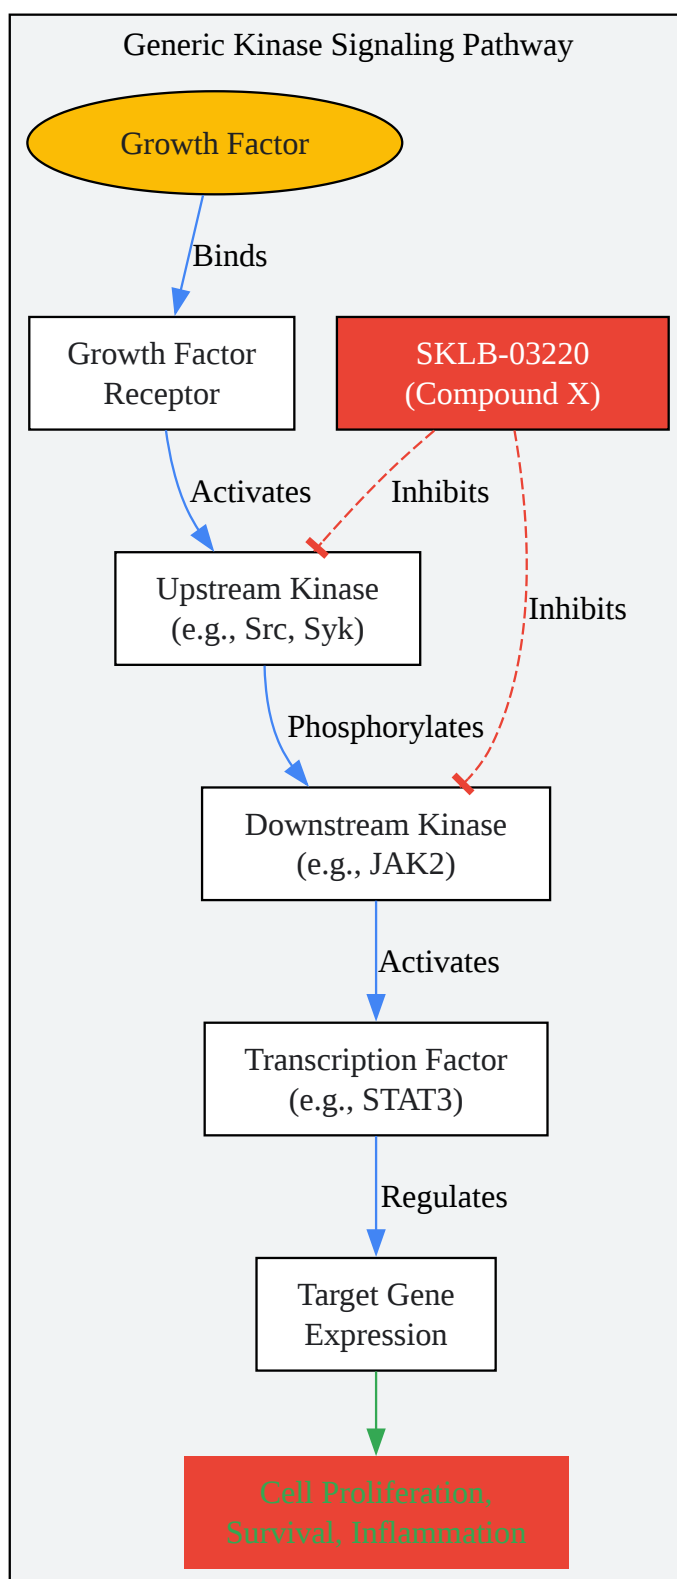 Generic Kinase Signaling Pathway
Growth Factor
Binds
Growth Factor
Receptor
SKLB-03220
(Compound X)
Activates
Inhibits
Upstream Kinase
(e.g., Src, Syk)
Inhibits
Phosphorylates
Downstream Kinase
(e.g., JAK2)
Activates
Transcription Factor
(e.g., STAT3)
Regulates
Target Gene
Expression
Cell Proliferation,
Survival, Inflammation